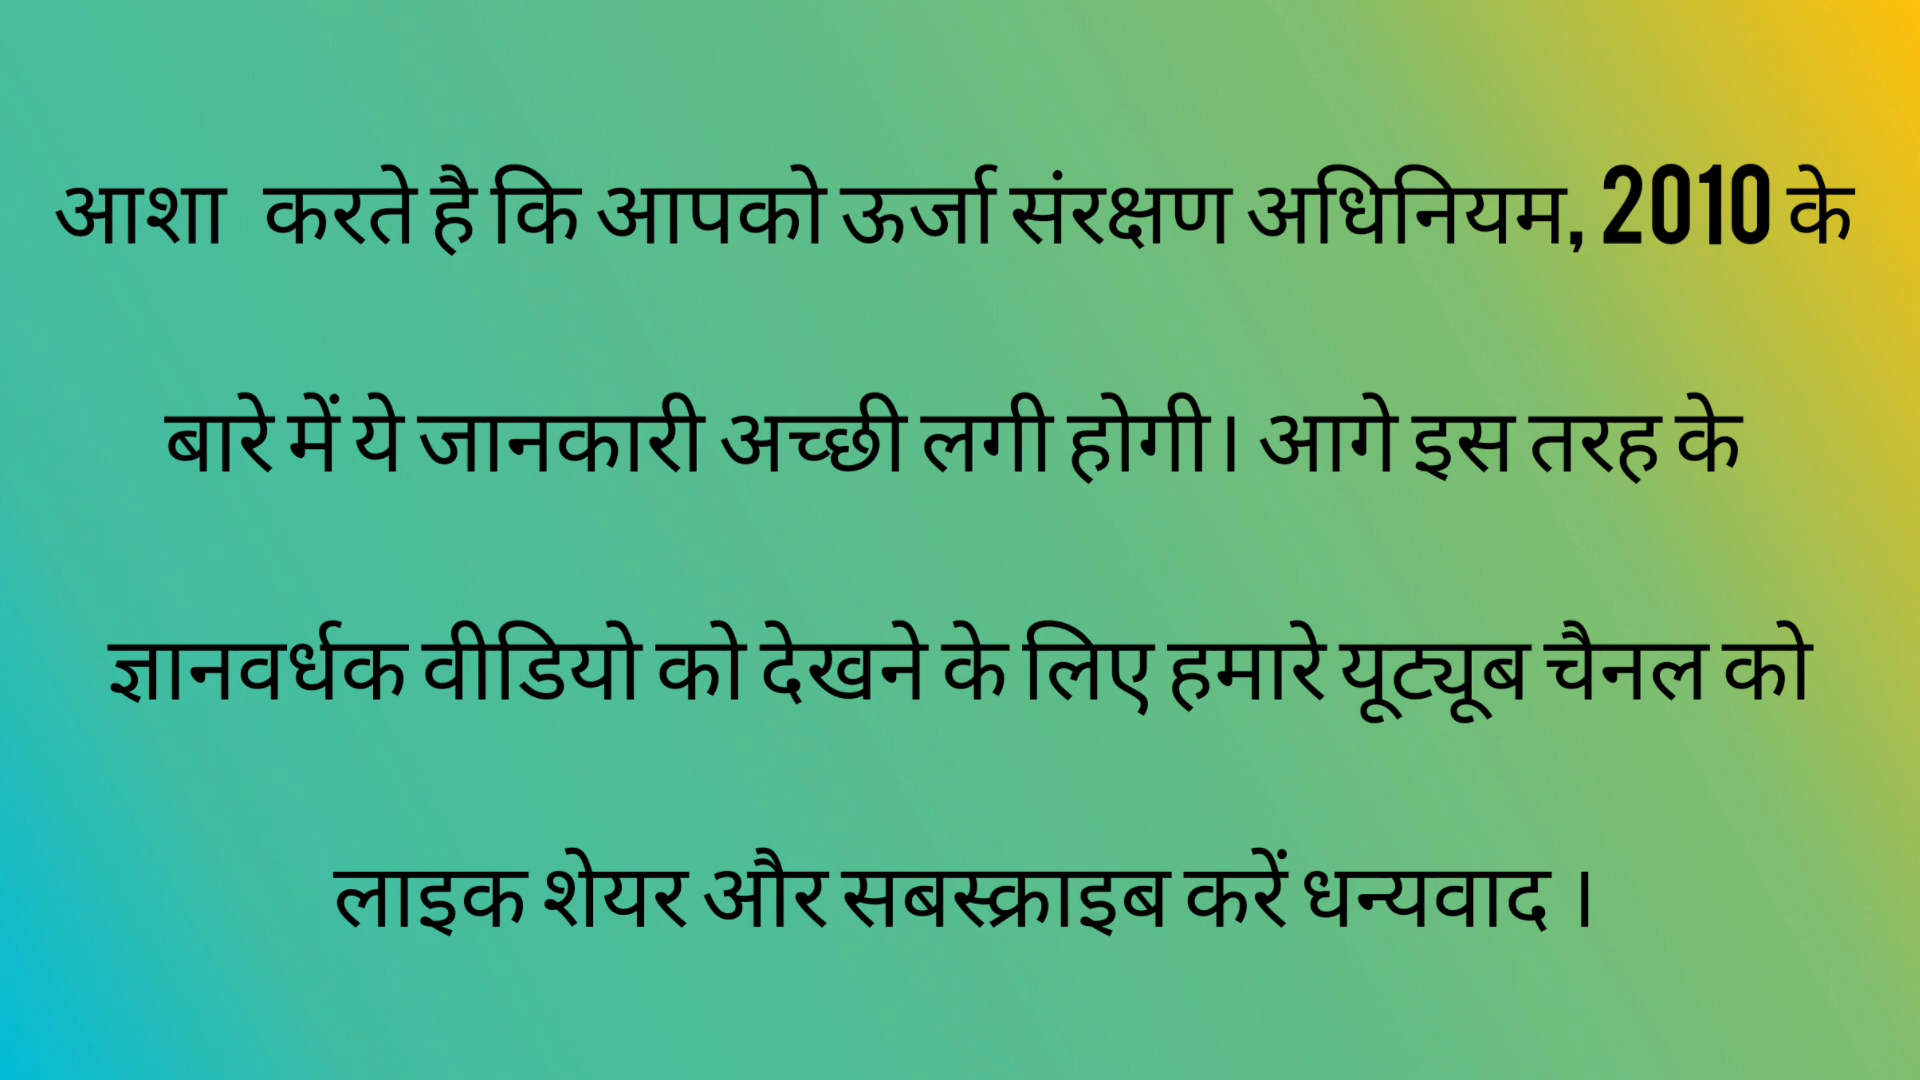 आशा करते है कि आपको ऊर्जा संरक्षण अधिनियम, 2010 के
बारे में ये जानकारी अच्छी लगी होगी। आगे इस तरह के
ज्ञानवर्धक वीडियो को देखने के लिए हमारे यूट्यूब चैनल को
लाइक शेयर और सबस्क्राइब करें धन्यवाद ।